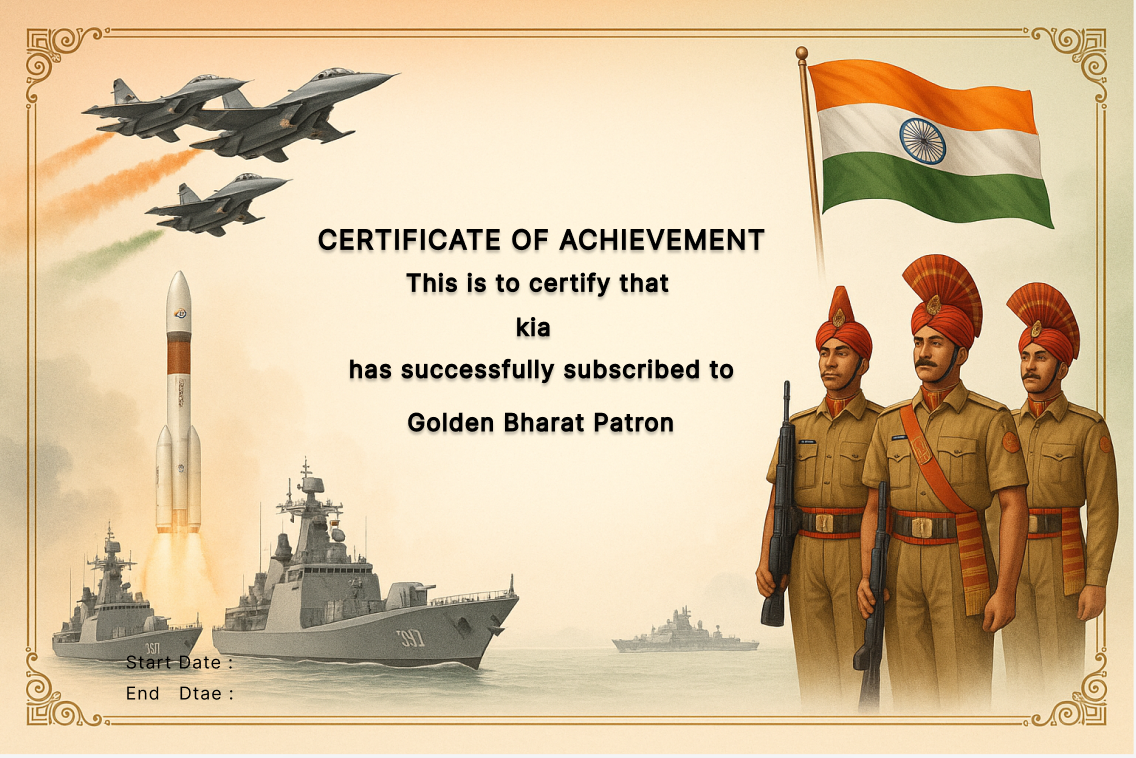 CERTIFICATE OF ACHIEVEMENT
This is to certify that
kia
has successfully subscribed to
Golden Bharat Patron
Start Date :
End Dtae :